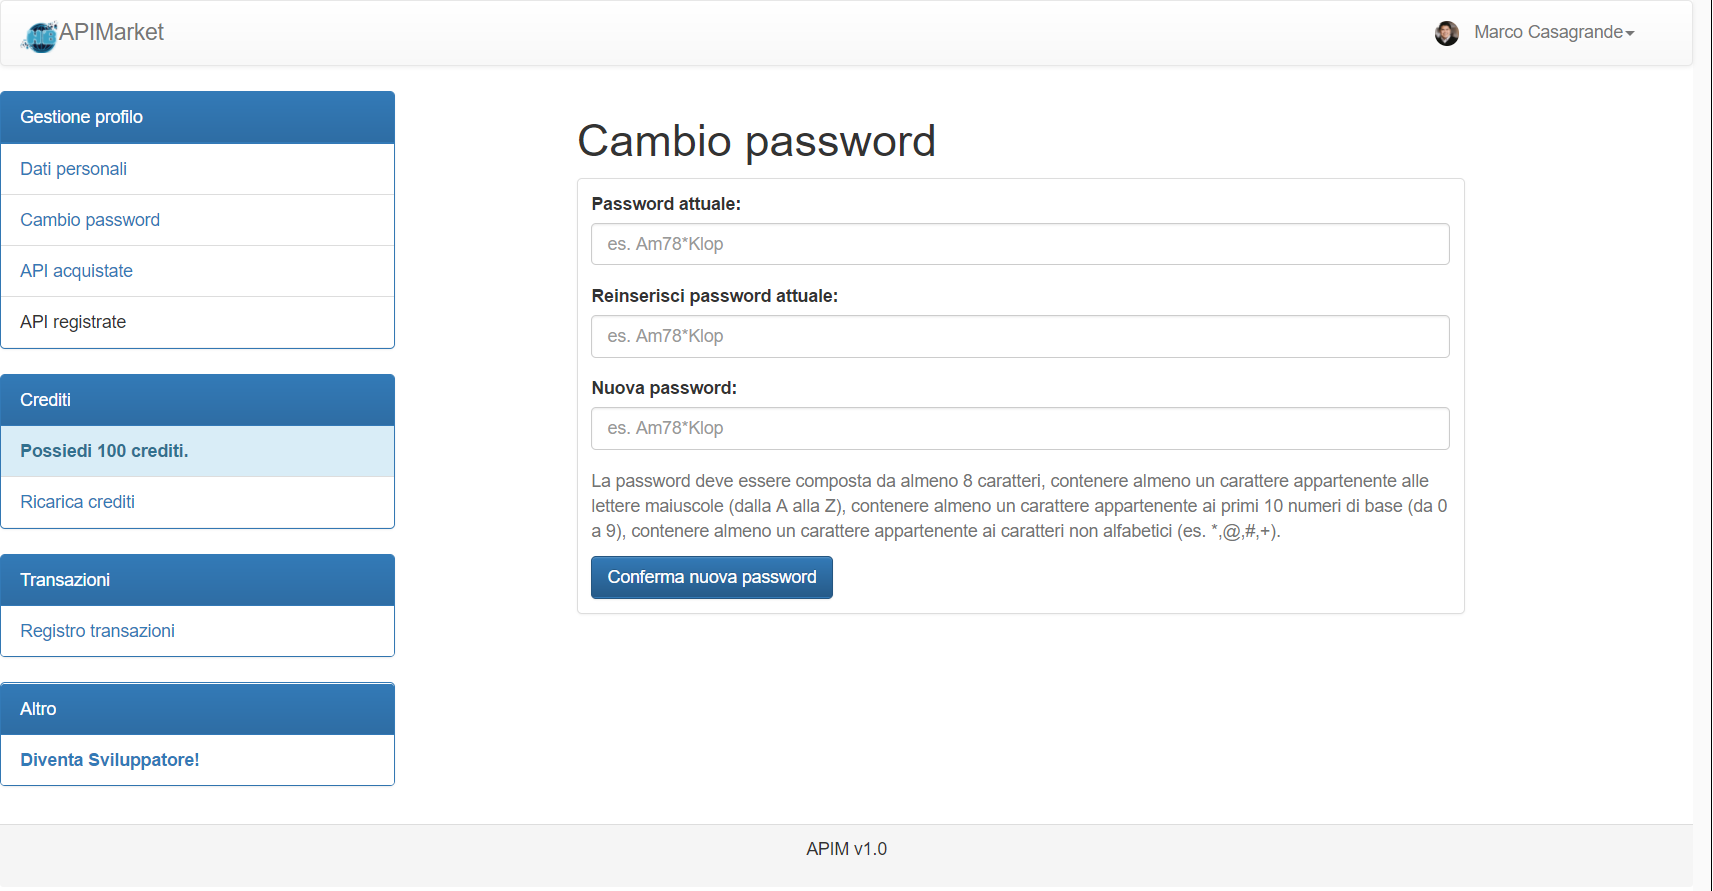 APIMarket
Marco Casagrande
Gestione profilo
Dati personali
Cambio password
API acquistate
API registrate
Crediti
Possiedi 100 crediti.
Ricarica crediti
Transazioni
Registro transazioni
Altro
Diventa Sviluppatore!
Cambio password
Password attuale:
es. Am78*Klop
Reinserisci password attuale:
es. Am78*Klop
Nuova password:
es. Am78*Klop
La password deve essere composta da almeno 8 caratteri, contenere almeno un carattere appartenente alle
lettere maiuscole (dalla A alla Z), contenere almeno un carattere appartenente ai primi 10 numeri di base (da 0
a 9), contenere almeno un carattere appartenente ai caratteri non alfabetici (es. *,@,#,+).
Conferma nuova password
APIM v1.0